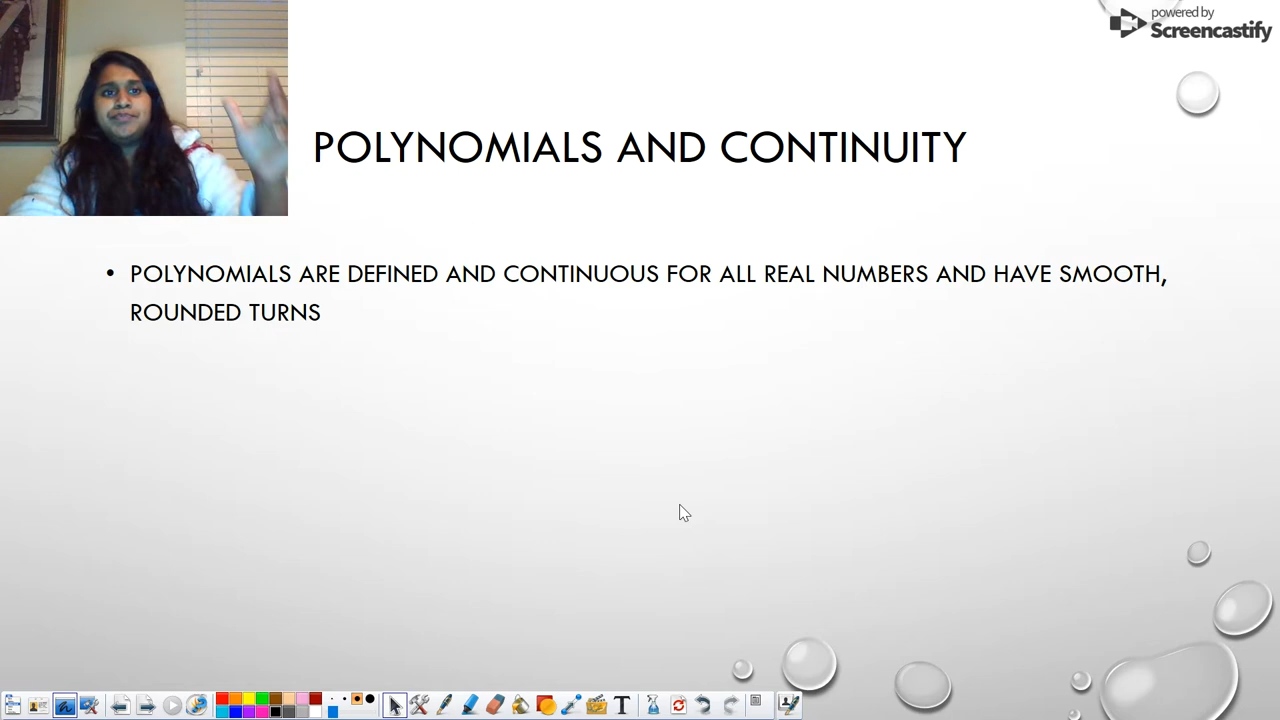 powered by
Screencastify
POLYNOMIALS AND CONTINUITY
• POLYNOMIALS ARE DEFINED AND CONTINUOUS FOR ALL REAL NUMBERS AND HAVE SMOOTH,
ROUNDED TURNS
T